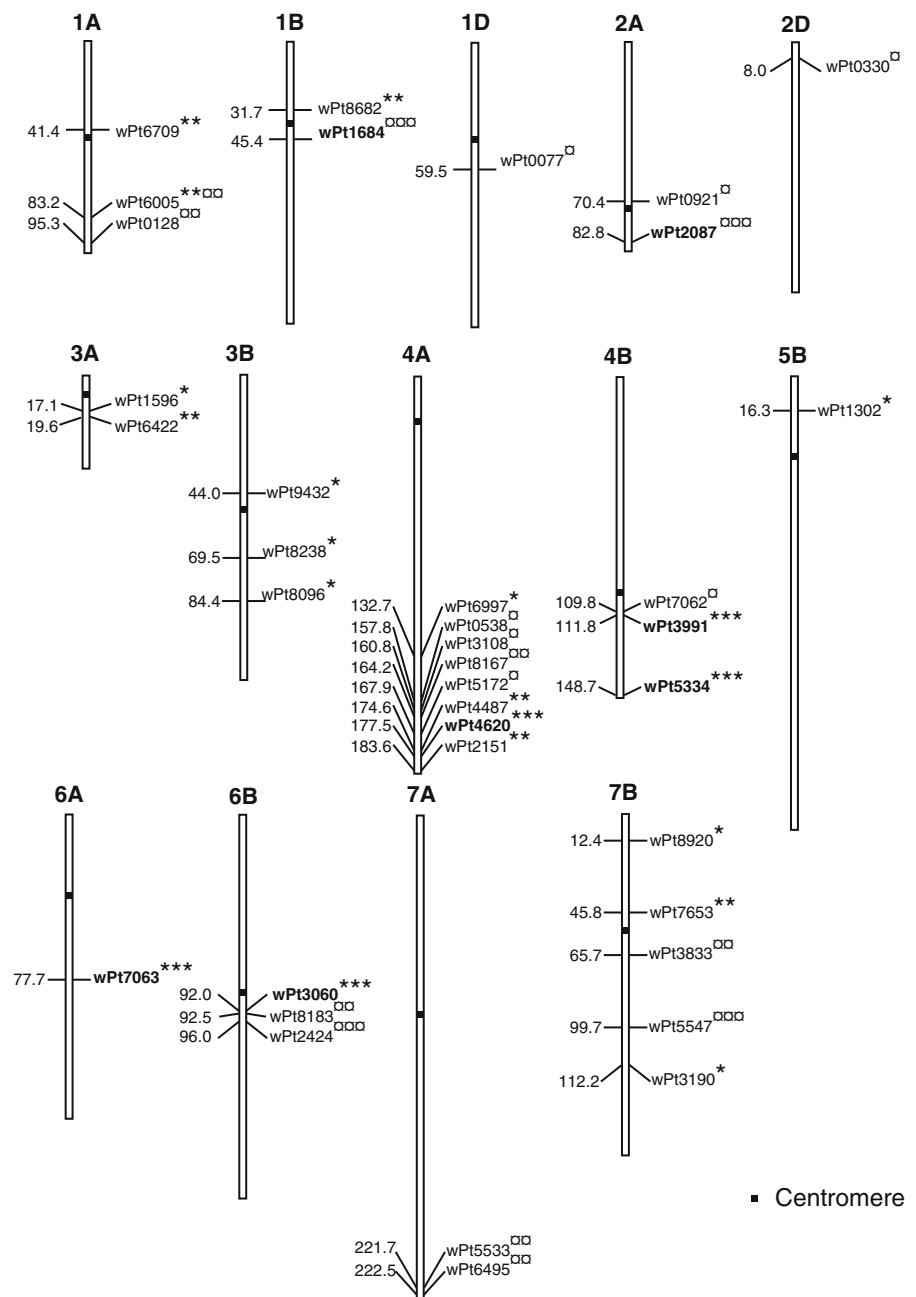 1A
1B
1D
2A
2D
41.4 wPt6709**
83.2 wPt6005**¤¤
95.3 wPt0128¤¤
31.7 wPt8682**
45.4 wPt1684¤¤¤
59.5 wPt0077¤
70.4 wPt0921¤
82.8 wPt2087¤¤¤
8.0 wPt0330¤
3A
3B
4A
4B
5B
17.1 wPt1596*
19.6 wPt6422**
44.0 wPt9432*
69.5 wPt8238*
84.4 wPt8096*
132.7 wPt6997*
157.8 wPt0538¤
160.8 wPt3108¤
164.2 wPt8167¤¤
167.9 wPt5172¤
174.6 wPt4487**
177.5 wPt4620***
183.6 wPt2151**
109.8 wPt7062¤
111.8 wPt3991***
148.7 wPt5334***
16.3 wPt1302*
6A
6B
7A
7B
77.7 wPt7063***
92.0 wPt3060***
92.5 wPt8183¤¤
96.0 wPt2424¤¤¤
221.7 wPt5533¤¤
222.5 wPt6495¤¤
12.4 wPt8920*
45.8 wPt7653**
65.7 wPt3833¤¤
99.7 wPt5547¤¤¤
112.2 wPt3190*
Centromere